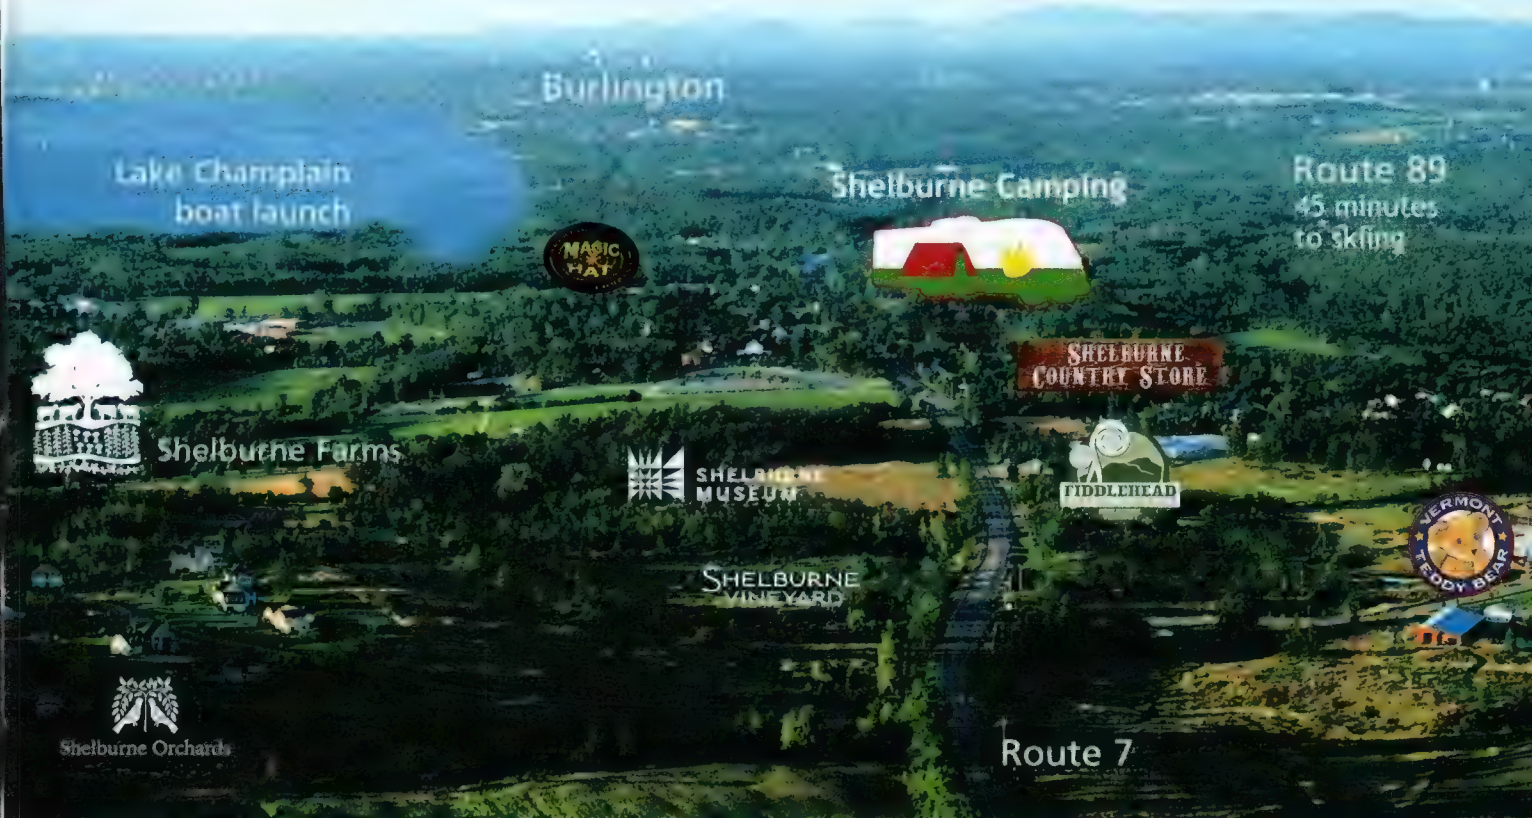 Burlington
Lake Champlain
boat launch
Shelburne Camping
Route 89
45 minutes
to skiing
MAGIC
HAT
SHELBURNE
COUNTRY STORE
Shelburne Farms
SHELBURNE
MUSEUM
FIDDLEHEAD
VERMONT
TEDDY BEAR
SHELBURNE
VINEYARD
Shelburne Orchards
Route 7